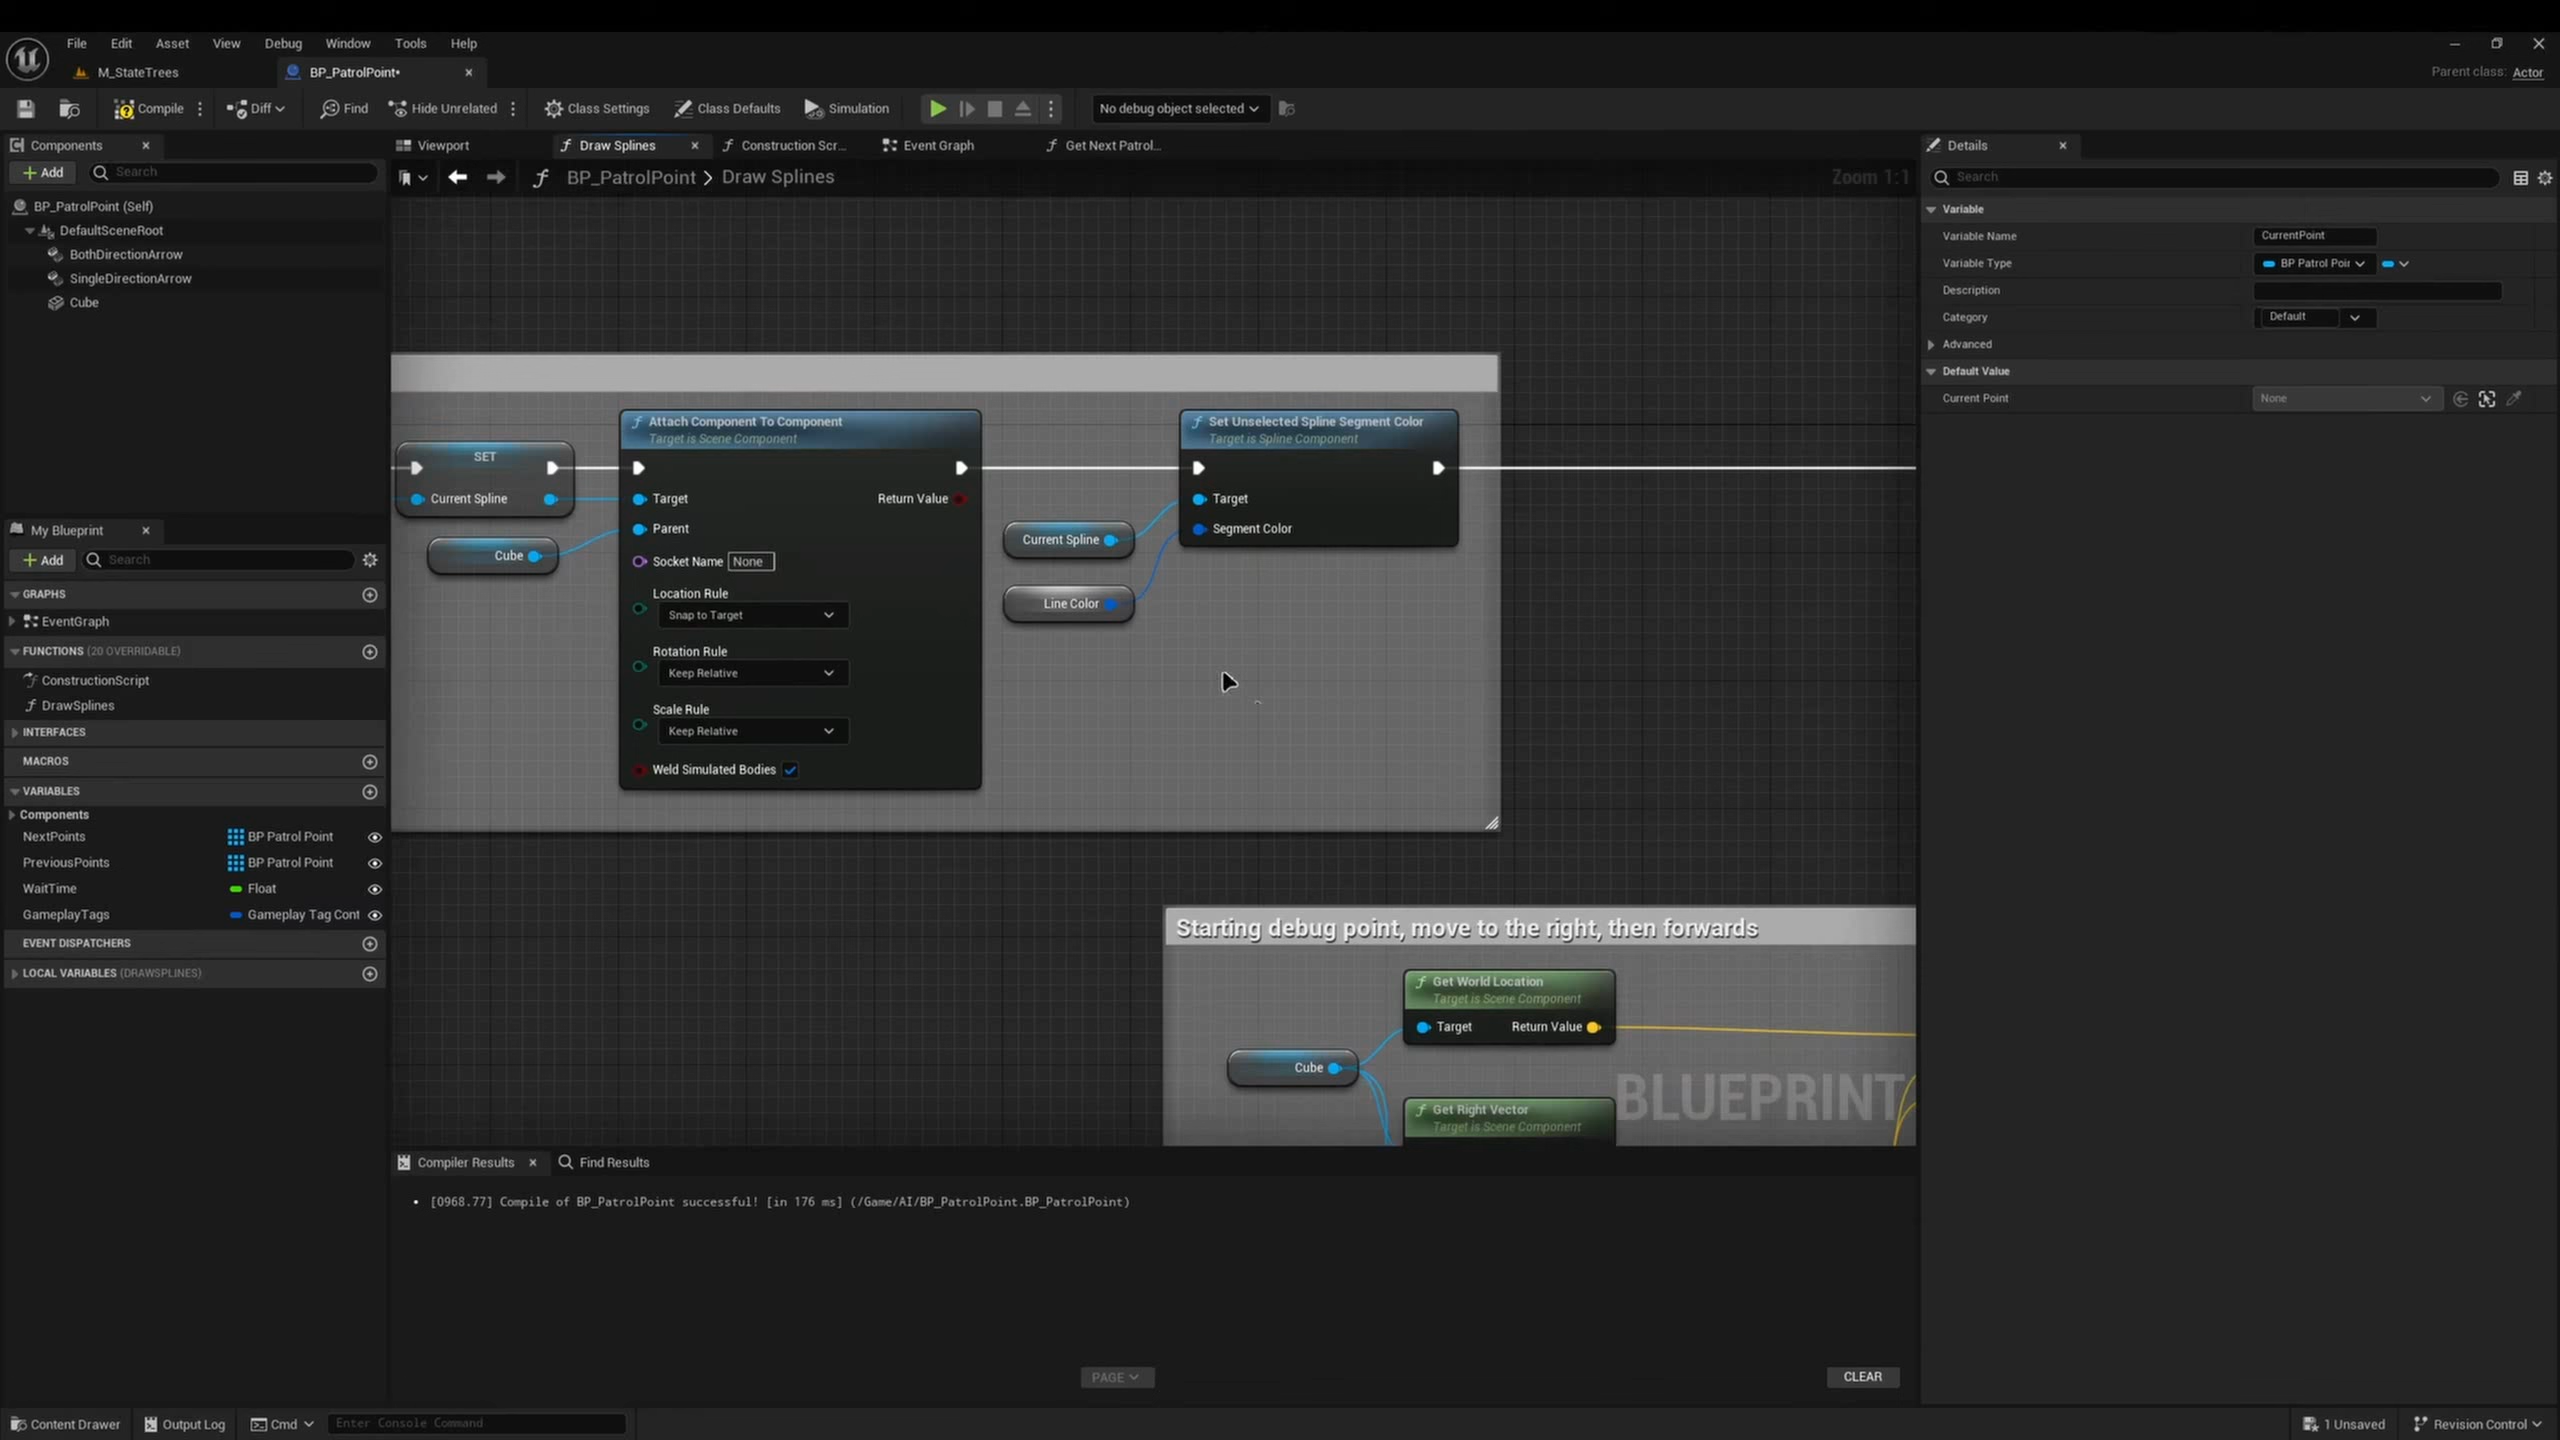 File Edit Asset View Debug Window Tools Help
M_StateTrees
BP_PatrolPoint•
Parent class: Actor
Compile
Diff
Find
Hide Unrelated
Class Settings
Class Defaults
Simulation
No debug object selected
Components
Add
Search
BP_PatrolPoint (Self)
DefaultSceneRoot
BothDirectionArrow
SingleDirectionArrow
Cube
My Blueprint
Add
Search
GRAPHS
EventGraph
FUNCTIONS (20 OVERRIDABLE)
ConstructionScript
DrawSplines
INTERFACES
MACROS
VARIABLES
Components
NextPoints BP Patrol Point
PreviousPoints BP Patrol Point
WaitTime Float
GameplayTags Gameplay Tag Cont
EVENT DISPATCHERS
LOCAL VARIABLES (DRAWSPLINES)
Viewport
Draw Splines
Construction Scr...
Event Graph
Get Next Patrol...
BP_PatrolPoint > Draw Splines
Zoom 1:1
SET
Current Spline
Cube
Attach Component To Component
Target is Scene Component
Target
Return Value
Parent
Socket Name None
Location Rule
Snap to Target
Rotation Rule
Keep Relative
Scale Rule
Keep Relative
Weld Simulated Bodies
Current Spline
Line Color
Set Unselected Spline Segment Color
Target is Spline Component
Target
Segment Color
Starting debug point, move to the right, then forwards
Get World Location
Target is Scene Component
Target Return Value
Cube
Get Right Vector
Target is Scene Component
BLUEPRINT
Compiler Results
Find Results
• [0968.77] Compile of BP_PatrolPoint successful! [in 176 ms] (/Game/AI/BP_PatrolPoint.BP_PatrolPoint)
PAGE
CLEAR
Details
Search
Variable
Variable Name CurrentPoint
Variable Type BP Patrol Poir
Description
Category Default
Advanced
Default Value
Current Point None
Content Drawer
Output Log
Cmd
Enter Console Command
1 Unsaved
Revision Control